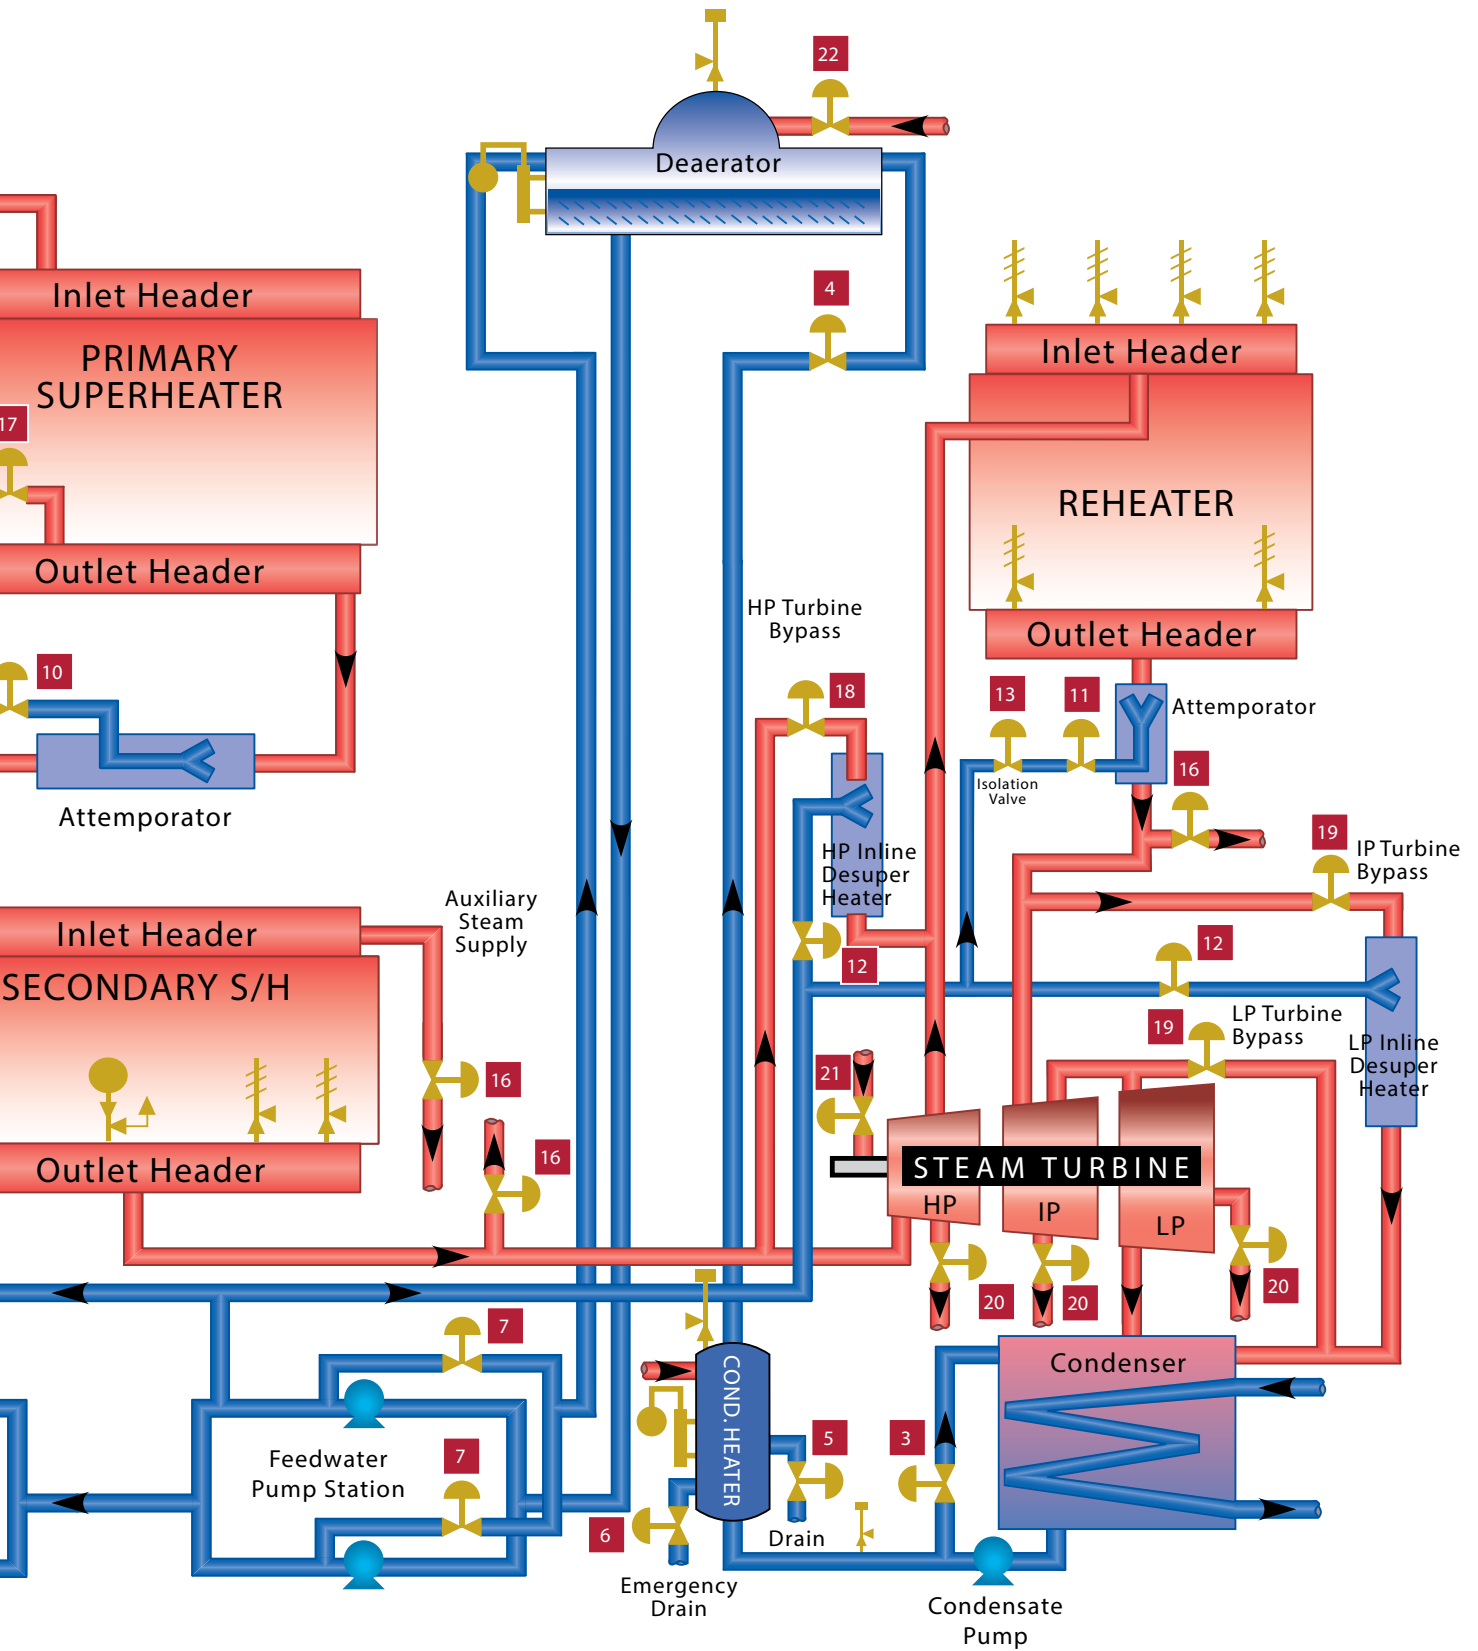 22
Deaerator
4
Inlet Header
PRIMARY
SUPERHEATER
17
Outlet Header
10
Attemporator
Inlet Header
REHEATER
Outlet Header
HP Turbine
Bypass
18
13
11
Attemporator
Isolation
Valve
16
19
IP Turbine
Bypass
HP Inline
Desuper
Heater
12
12
Auxiliary
Steam
Supply
Inlet Header
SECONDARY S/H
Outlet Header
16
16
19
LP Turbine
Bypass
LP Inline
Desuper
Heater
21
STEAM TURBINE
HP
IP
LP
20
20
20
7
Feedwater
Pump Station
7
COND. HEATER
5
3
6
Drain
Emergency
Drain
Condenser
Condensate
Pump